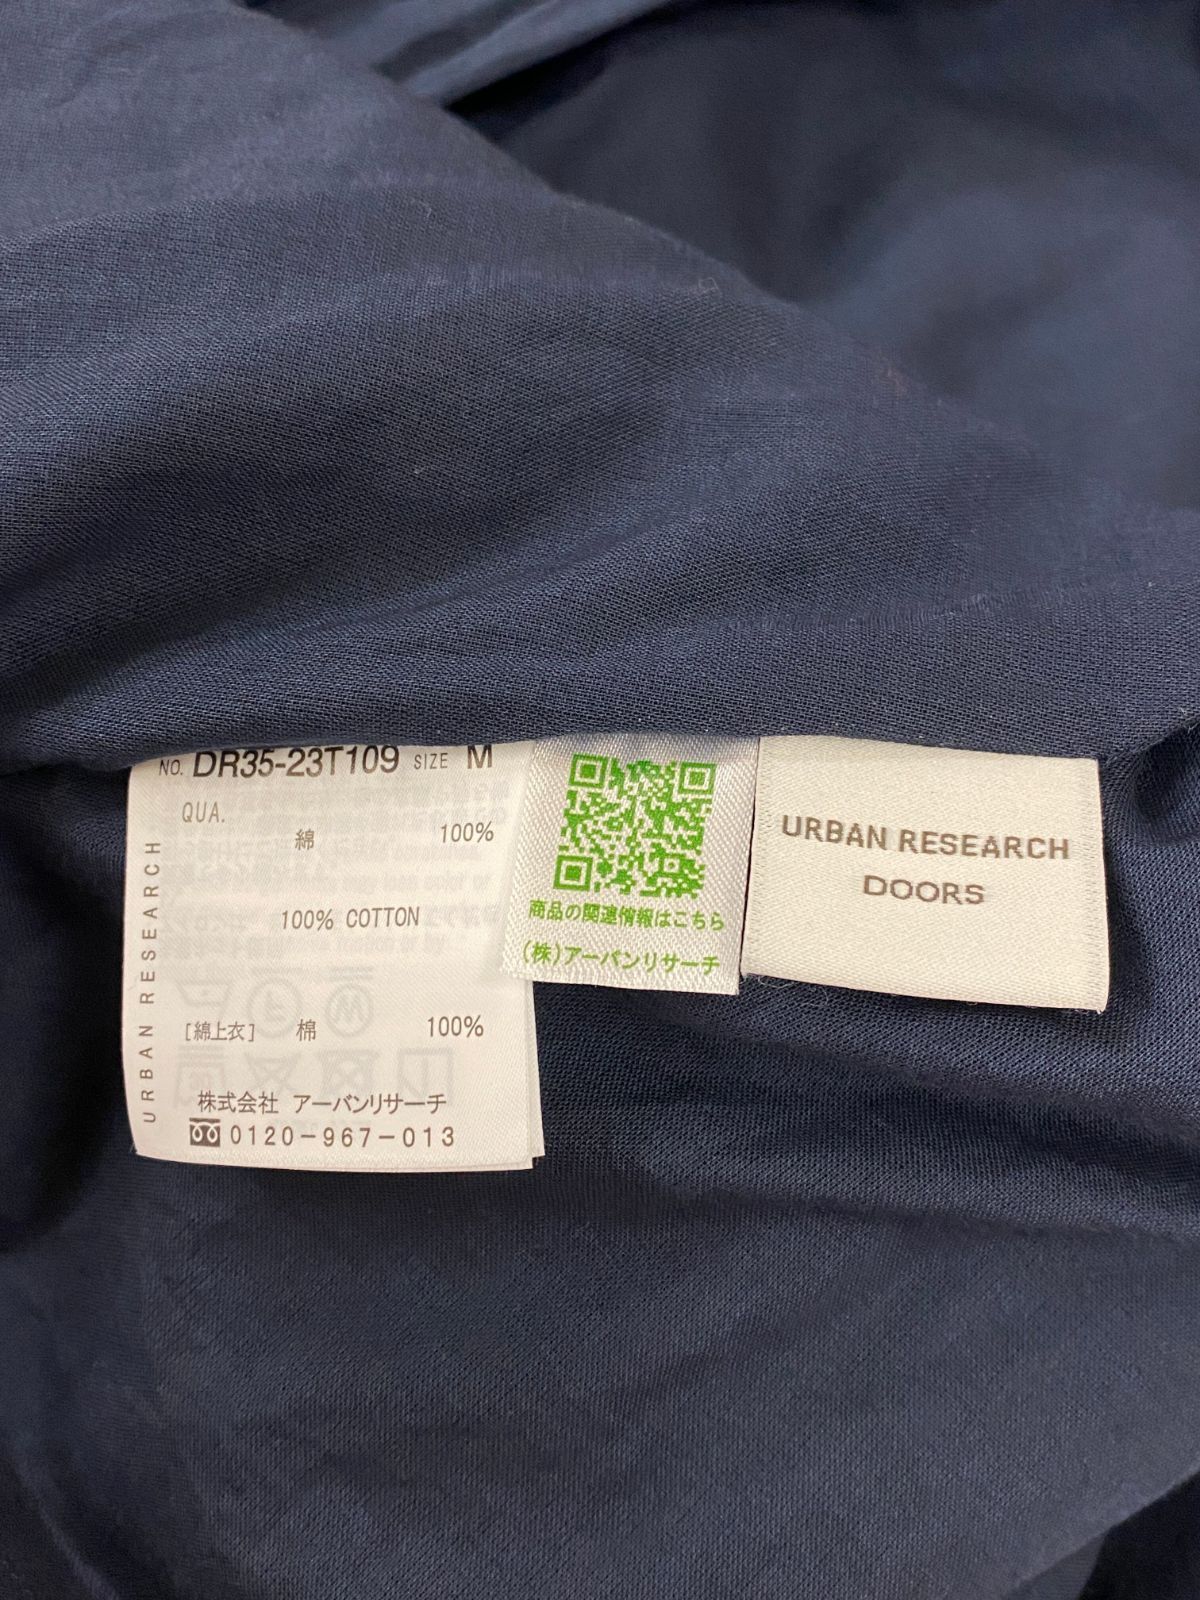 NO. DR35-23T109 SIZE M
QUA.
綿 100%
100% COTTON
[綿上衣] 棉 100%
株式会社 アーバンリサーチ
0120-967-013
URBAN RESEARCH
商品の関連情報はこちら
(株)アーバンリサーチ
URBAN RESEARCH
DOORS